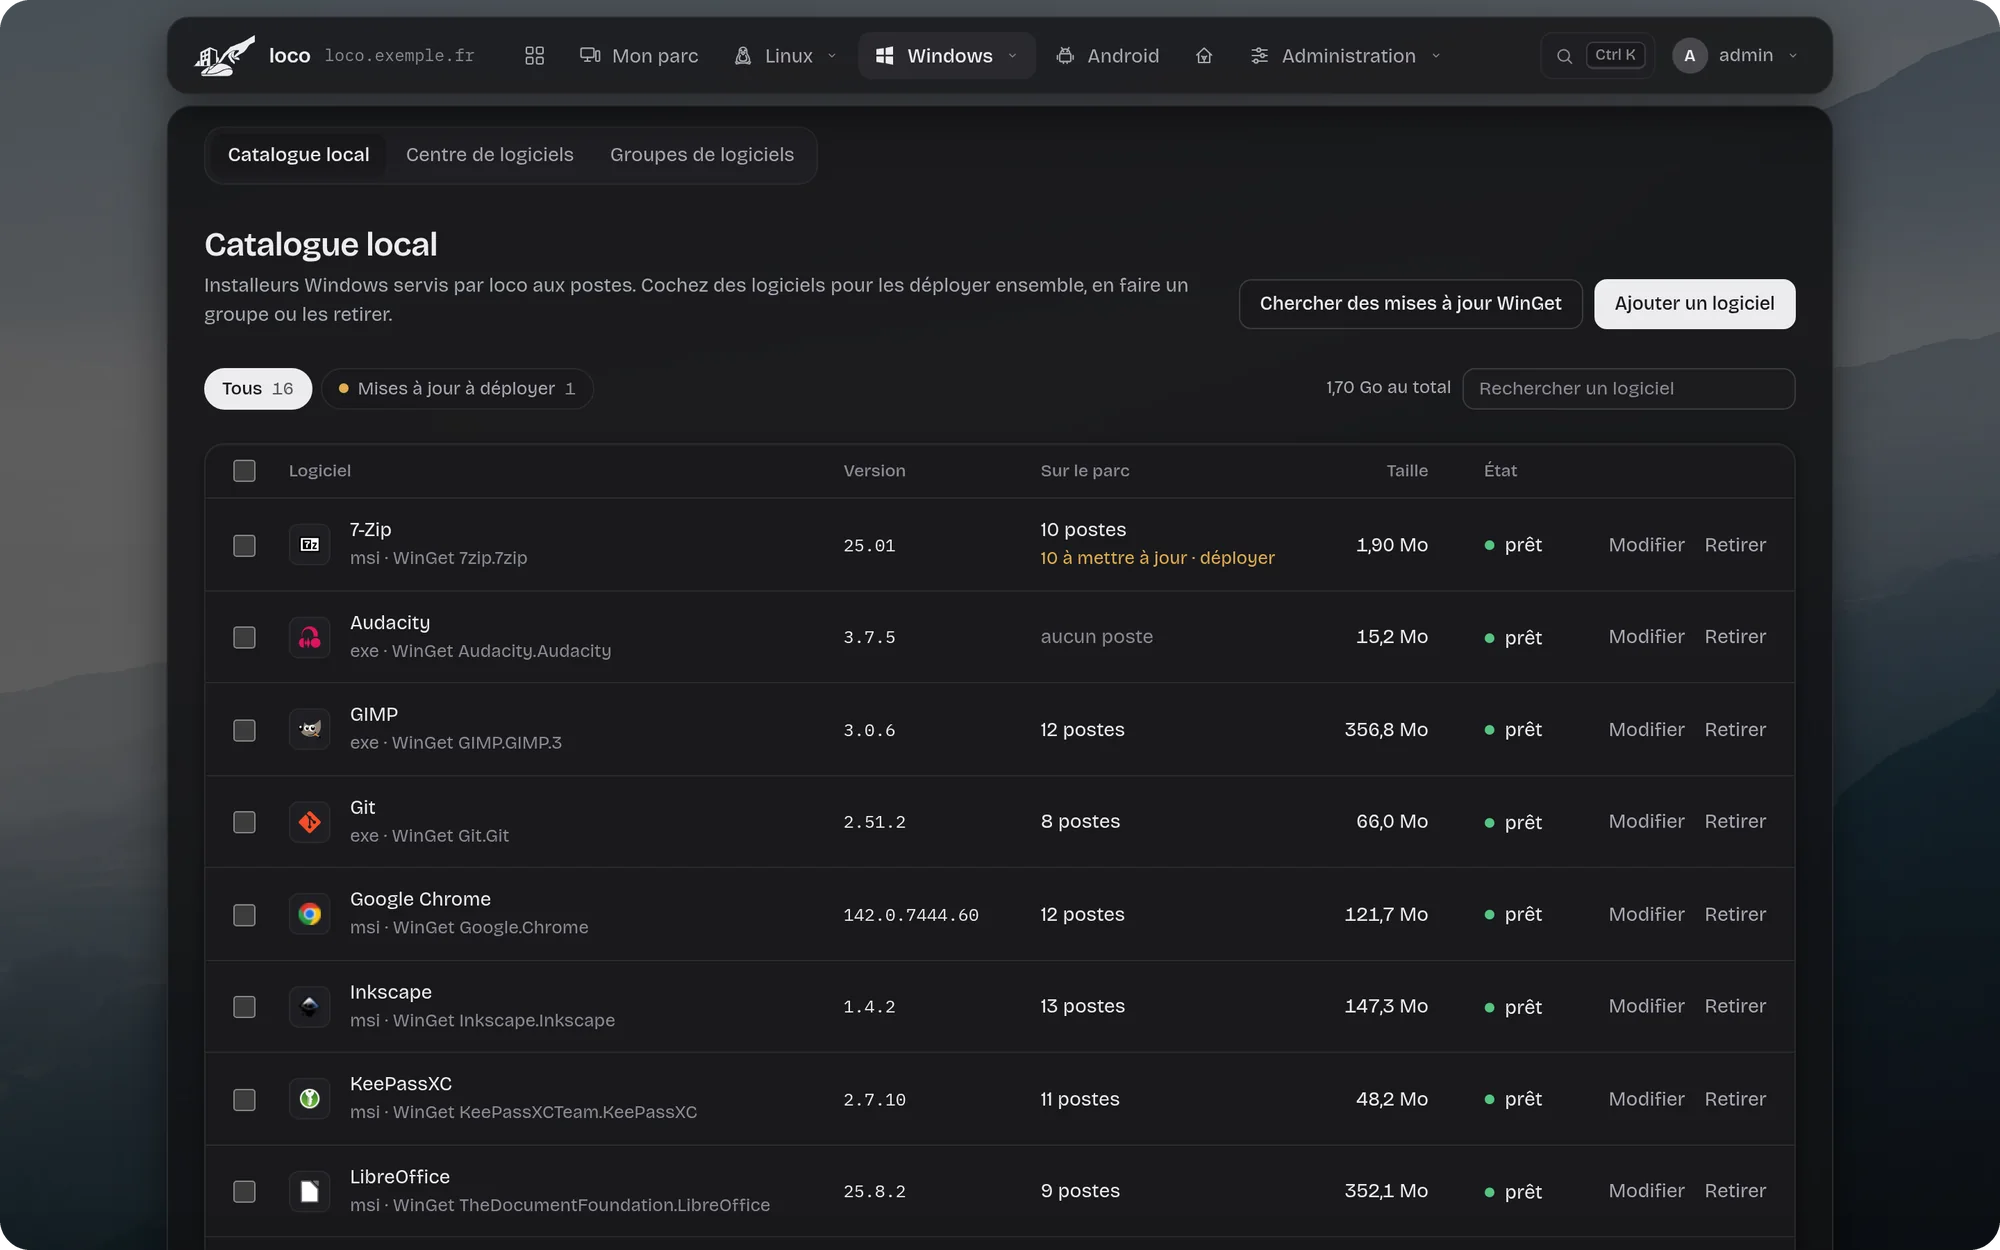 loco loco.exemple.fr Mon parc Linux Windows Android Administration Ctrl K A admin
Catalogue local Centre de logiciels Groupes de logiciels
Catalogue local
Installeurs Windows servis par loco aux postes. Cochez des logiciels pour les déployer ensemble, en faire un
groupe ou les retirer.
Chercher des mises à jour WinGet Ajouter un logiciel
Tous 16 Mises à jour à déployer 1 1,70 Go au total Rechercher un logiciel
Logiciel Version Sur le parc Taille État
7-Zip
msi · WinGet 7zip.7zip
25.01
10 postes
10 à mettre à jour · déployer
1,90 Mo prêt Modifier Retirer
Audacity
exe · WinGet Audacity.Audacity
3.7.5 aucun poste 15,2 Mo prêt Modifier Retirer
GIMP
exe · WinGet GIMP.GIMP.3
3.0.6 12 postes 356,8 Mo prêt Modifier Retirer
Git
exe · WinGet Git.Git
2.51.2 8 postes 66,0 Mo prêt Modifier Retirer
Google Chrome
msi · WinGet Google.Chrome
142.0.7444.60 12 postes 121,7 Mo prêt Modifier Retirer
Inkscape
msi · WinGet Inkscape.Inkscape
1.4.2 13 postes 147,3 Mo prêt Modifier Retirer
KeePassXC
msi · WinGet KeePassXCTeam.KeePassXC
2.7.10 11 postes 48,2 Mo prêt Modifier Retirer
LibreOffice
msi · WinGet TheDocumentFoundation.LibreOffice
25.8.2 9 postes 352,1 Mo prêt Modifier Retirer